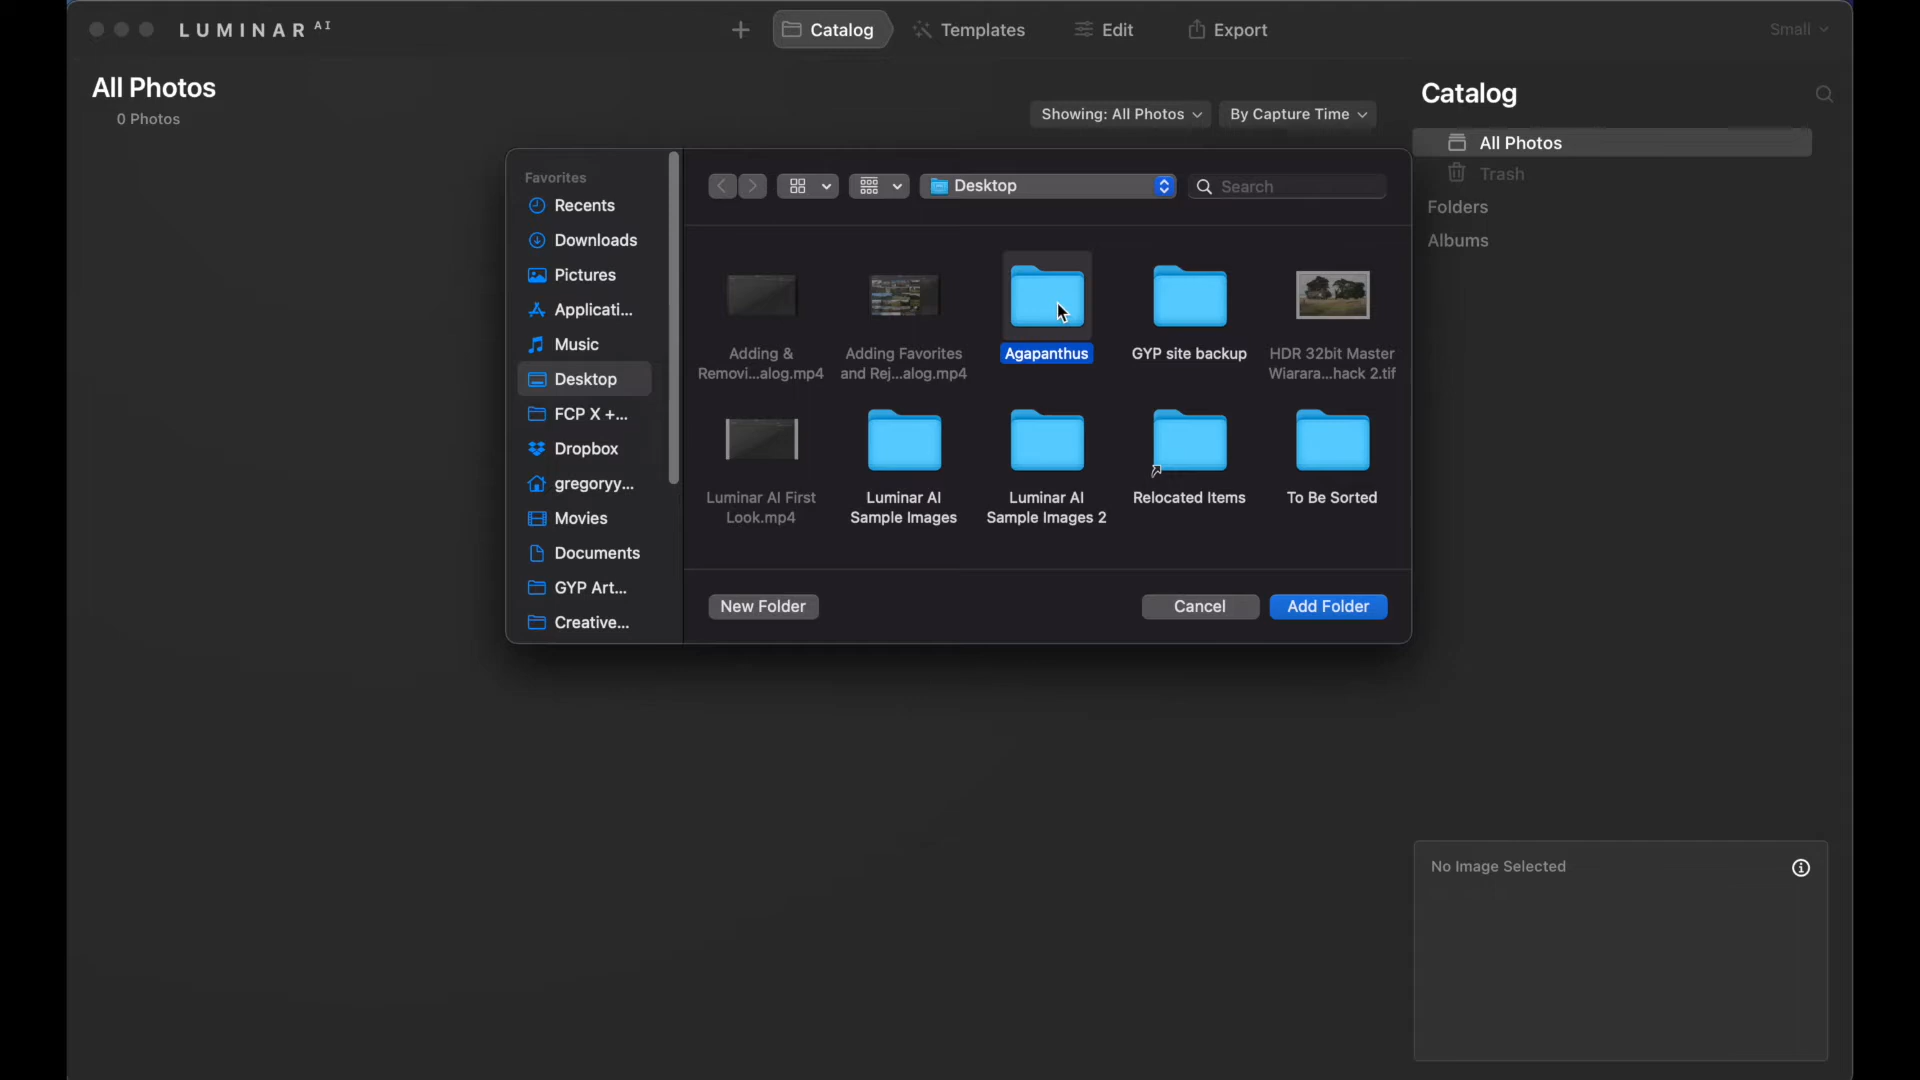 LUMINAR AI
Catalog
Templates
Edit
Export
Small
All Photos
0 Photos
Showing: All Photos
By Capture Time
Catalog
All Photos
Trash
Folders
Albums
Favorites
Recents
Downloads
Pictures
Applicati...
Music
Desktop
FCP X +...
Dropbox
gregoryy...
Movies
Documents
GYP Art...
Creative...
Desktop
Search
Adding &
Removi...alog.mp4
Adding Favorites
and Rej...alog.mp4
Agapanthus
GYP site backup
HDR 32bit Master
Wiarara...hack 2.tif
Luminar AI First
Look.mp4
Luminar AI
Sample Images
Luminar AI
Sample Images 2
Relocated Items
To Be Sorted
New Folder
Cancel
Add Folder
No Image Selected